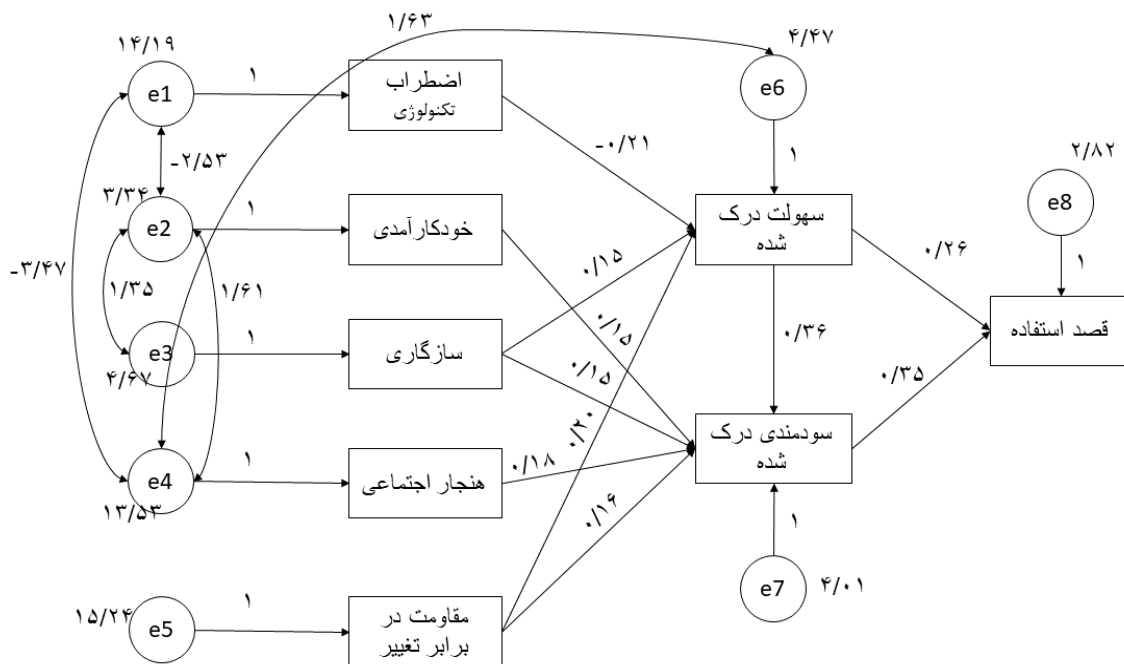 ۱/۶۳
۴/۴۷
۱۴/۱۹
e1
۱
اضطراب
تکنولوژی
e6
-۰/۲۱
۱
۲/۸۲
-۲/۵۳
۳/۳۴
e2
۱
خودکارآمدی
سهولت درک
شده
e8
-۳/۴۷
۱/۳۵
۱/۶۱
۰/۱۵
۰/۲۶
۱
e3
۴/۶۷
۱
سازگاری
۰/۱۵
۰/۱۵
۰/۳۶
قصد استفاده
۰/۳۵
e4
۱۳/۵۳
۱
هنجار اجتماعی
۰/۱۸
۰/۲۰
سودمندی درک
شده
۰/۱۶
۱
۱۵/۲۴
e5
۱
مقاومت در
برابر تغییر
e7
۴/۰۱